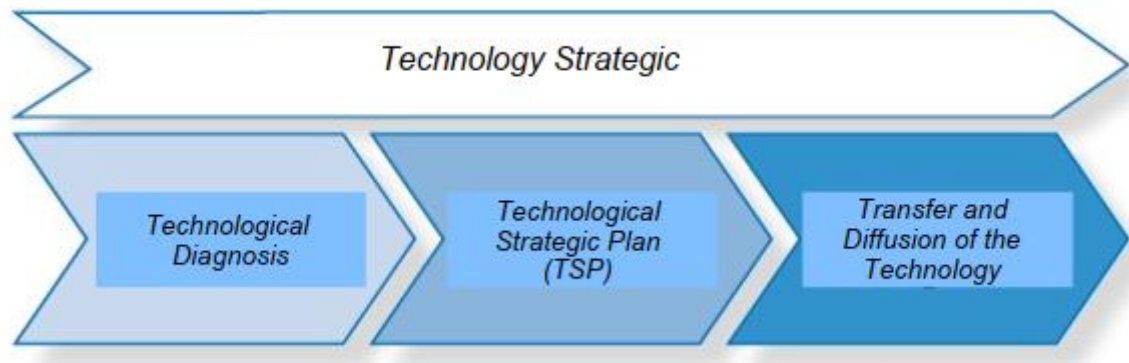 Technology Strategic
Technological
Diagnosis
Technological
Strategic Plan
(TSP)
Transfer and
Diffusion of the
Technology